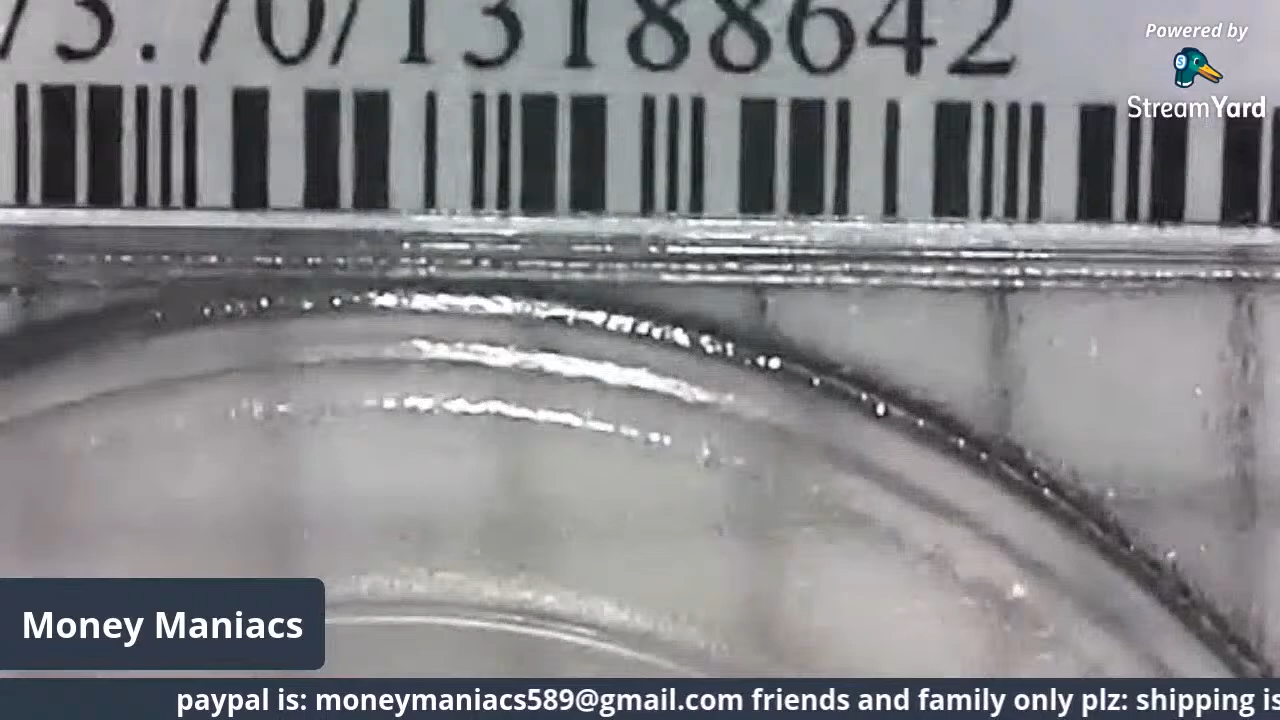 /3.70/13188642
Powered by
StreamYard
Money Maniacs
paypal is: moneymaniacs589@gmail.com friends and family only plz: shipping is